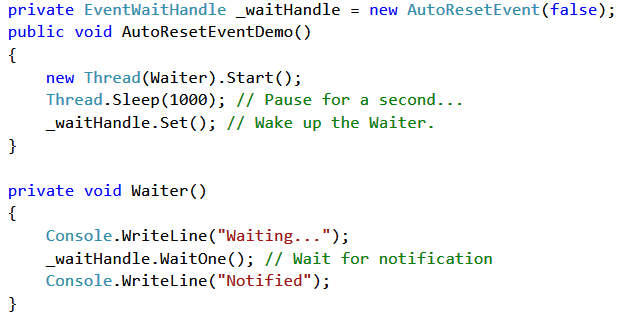 private EventWaitHandle _waitHandle = new AutoResetEvent(false);
public void AutoResetEventDemo()
{
    new Thread(Waiter).Start();
    Thread.Sleep(1000); // Pause for a second...
    _waitHandle.Set(); // Wake up the Waiter.
}

private void Waiter()
{
    Console.WriteLine("Waiting...");
    _waitHandle.WaitOne(); // Wait for notification
    Console.WriteLine("Notified");
}